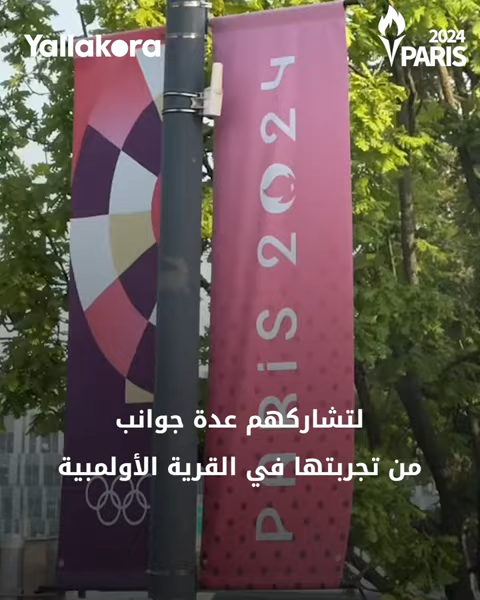 Yallakora
2024
PARIS
PARIS 2024
لتشاركهم عدة جوانب
من تجربتها في القرية الأولمبية